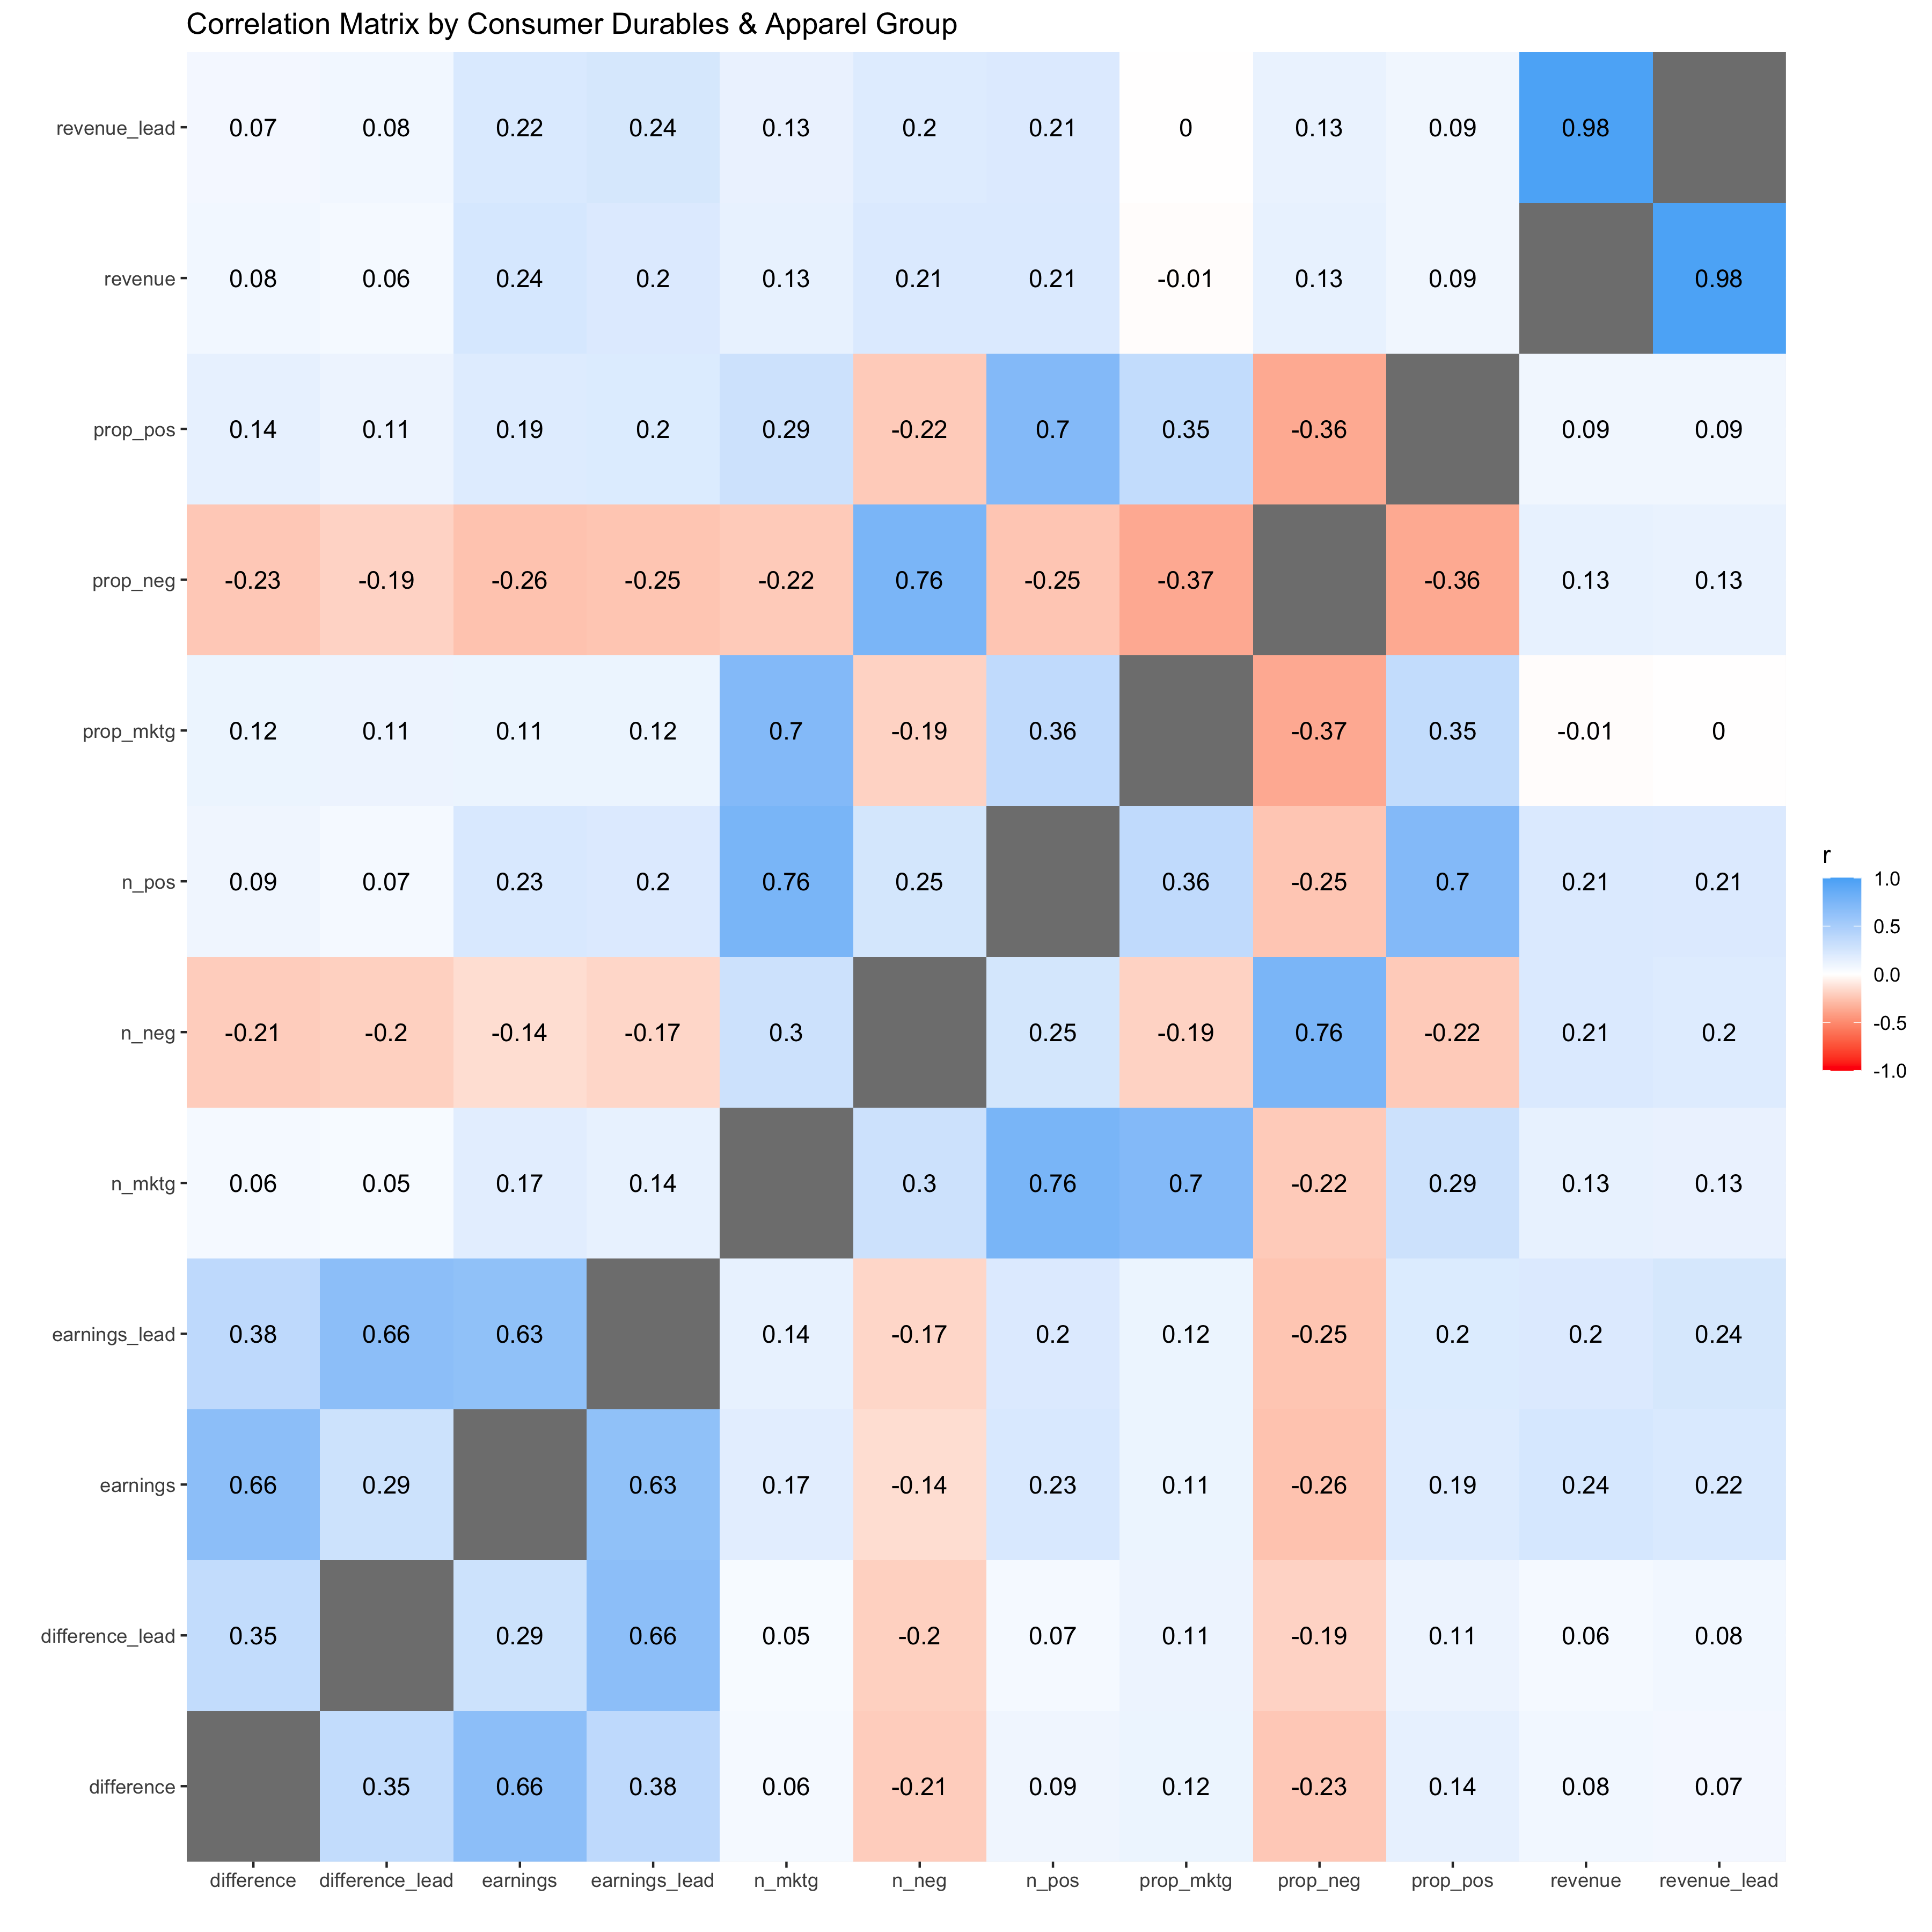 Correlation Matrix by Consumer Durables & Apparel Group
revenue_lead 0.07 0.08 0.22 0.24 0.13 0.2 0.21 0 0.13 0.09 0.98
revenue 0.08 0.06 0.24 0.2 0.13 0.21 0.21 -0.01 0.13 0.09 0.98
prop_pos 0.14 0.11 0.19 0.2 0.29 -0.22 0.7 0.35 -0.36 0.09 0.09
prop_neg -0.23 -0.19 -0.26 -0.25 -0.22 0.76 -0.25 -0.37 -0.36 0.13 0.13
prop_mktg 0.12 0.11 0.11 0.12 0.7 -0.19 0.36 -0.37 0.35 -0.01 0
n_pos 0.09 0.07 0.23 0.2 0.76 0.25 0.36 -0.25 0.7 0.21 0.21
n_neg -0.21 -0.2 -0.14 -0.17 0.3 0.25 -0.19 0.76 -0.22 0.21 0.2
n_mktg 0.06 0.05 0.17 0.14 0.3 0.76 0.7 -0.22 0.29 0.13 0.13
earnings_lead 0.38 0.66 0.63 0.14 -0.17 0.2 0.12 -0.25 0.2 0.2 0.24
earnings 0.66 0.29 0.63 0.17 -0.14 0.23 0.11 -0.26 0.19 0.24 0.22
difference_lead 0.35 0.29 0.66 0.05 -0.2 0.07 0.11 -0.19 0.11 0.06 0.08
difference 0.35 0.66 0.38 0.06 -0.21 0.09 0.12 -0.23 0.14 0.08 0.07
difference difference_lead earnings earnings_lead n_mktg n_neg n_pos prop_mktg prop_neg prop_pos revenue revenue_lead
r
1.0
0.5
0.0
-0.5
-1.0